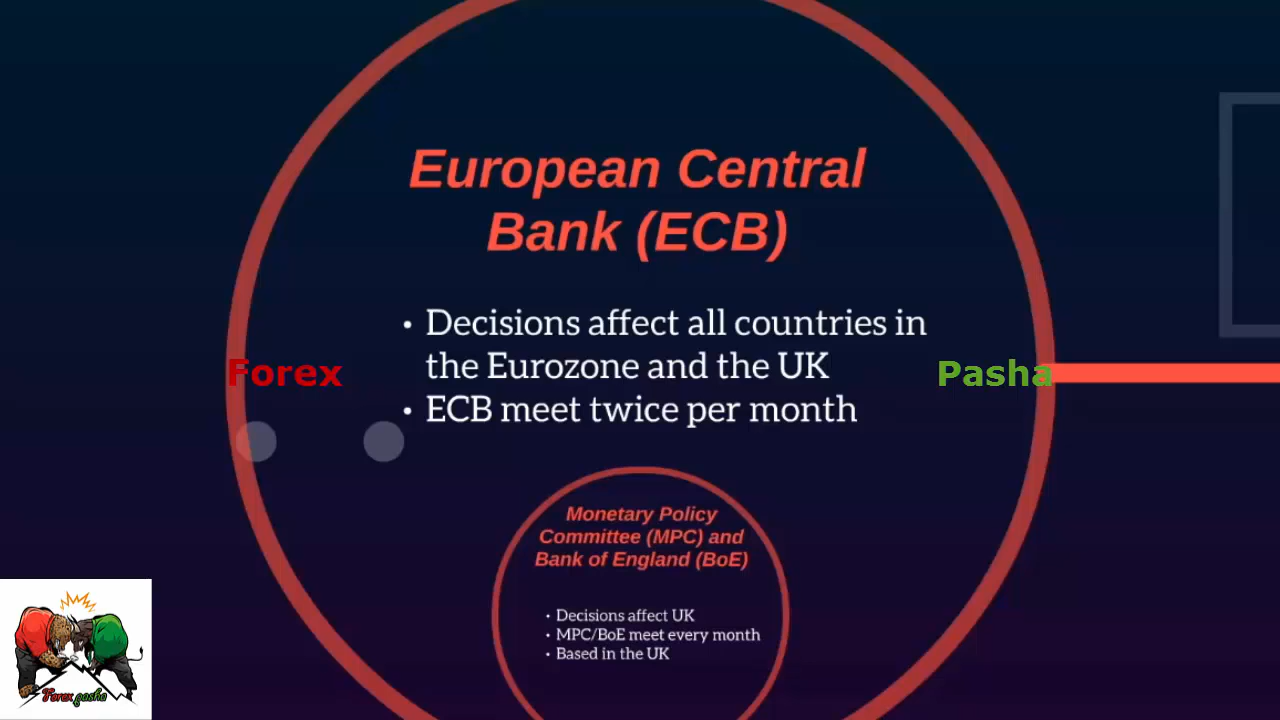 European Central
Bank (ECB)
• Decisions affect all countries in
the Eurozone and the UK
• ECB meet twice per month
Forex
Pasha
Monetary Policy
Committee (MPC) and
Bank of England (BoE)
• Decisions affect UK
• MPC/BoE meet every month
• Based in the UK
Forex pasha